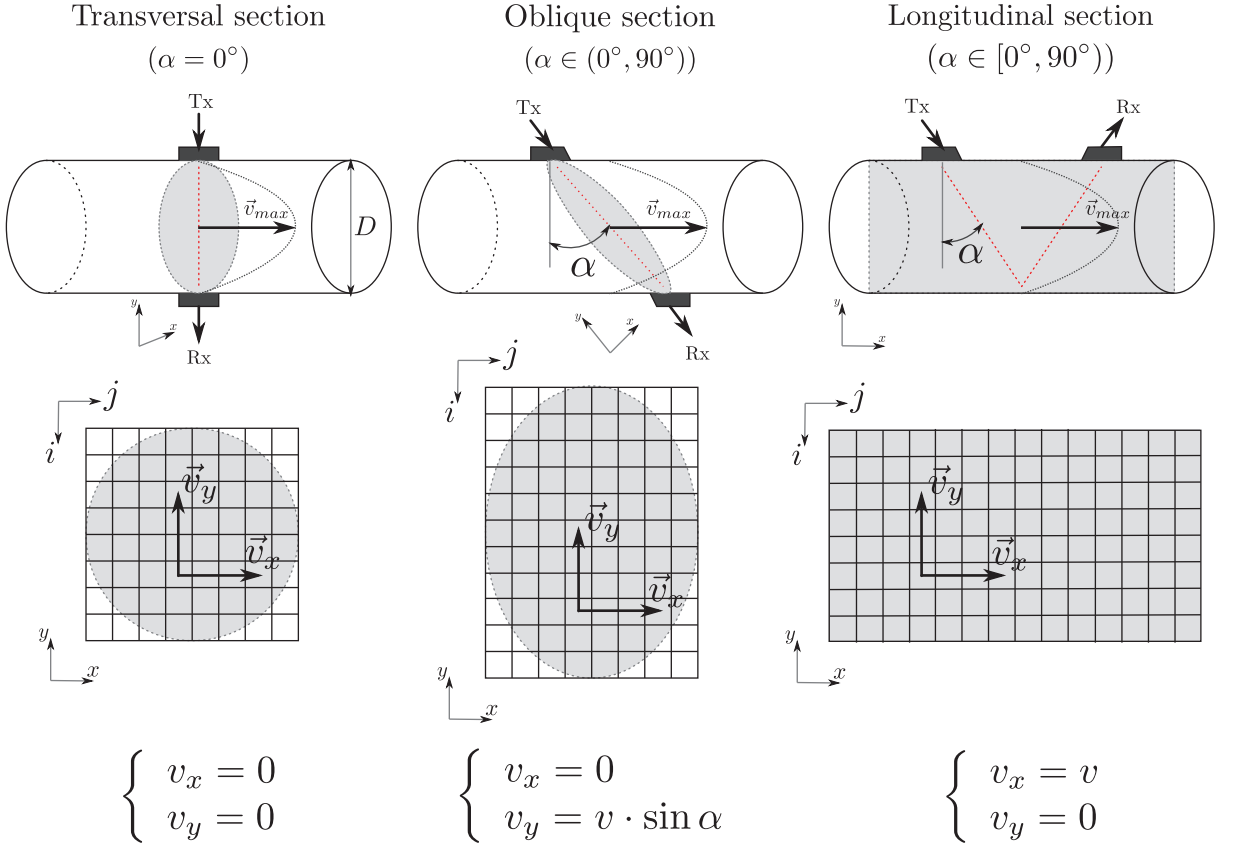 Transversal section
(α = 0°)
Tx
v⃗max
D
y
x
Rx
j
i
v⃗y
v⃗x
y
x
{ vx = 0
vy = 0
Oblique section
(α ∈ (0°, 90°))
Tx
v⃗max
α
y
x
Rx
j
i
v⃗y
v⃗x
y
x
{ vx = 0
vy = v · sin α
Longitudinal section
(α ∈ [0°, 90°))
Tx
Rx
v⃗max
α
y
x
j
i
v⃗y
v⃗x
y
x
{ vx = v
vy = 0